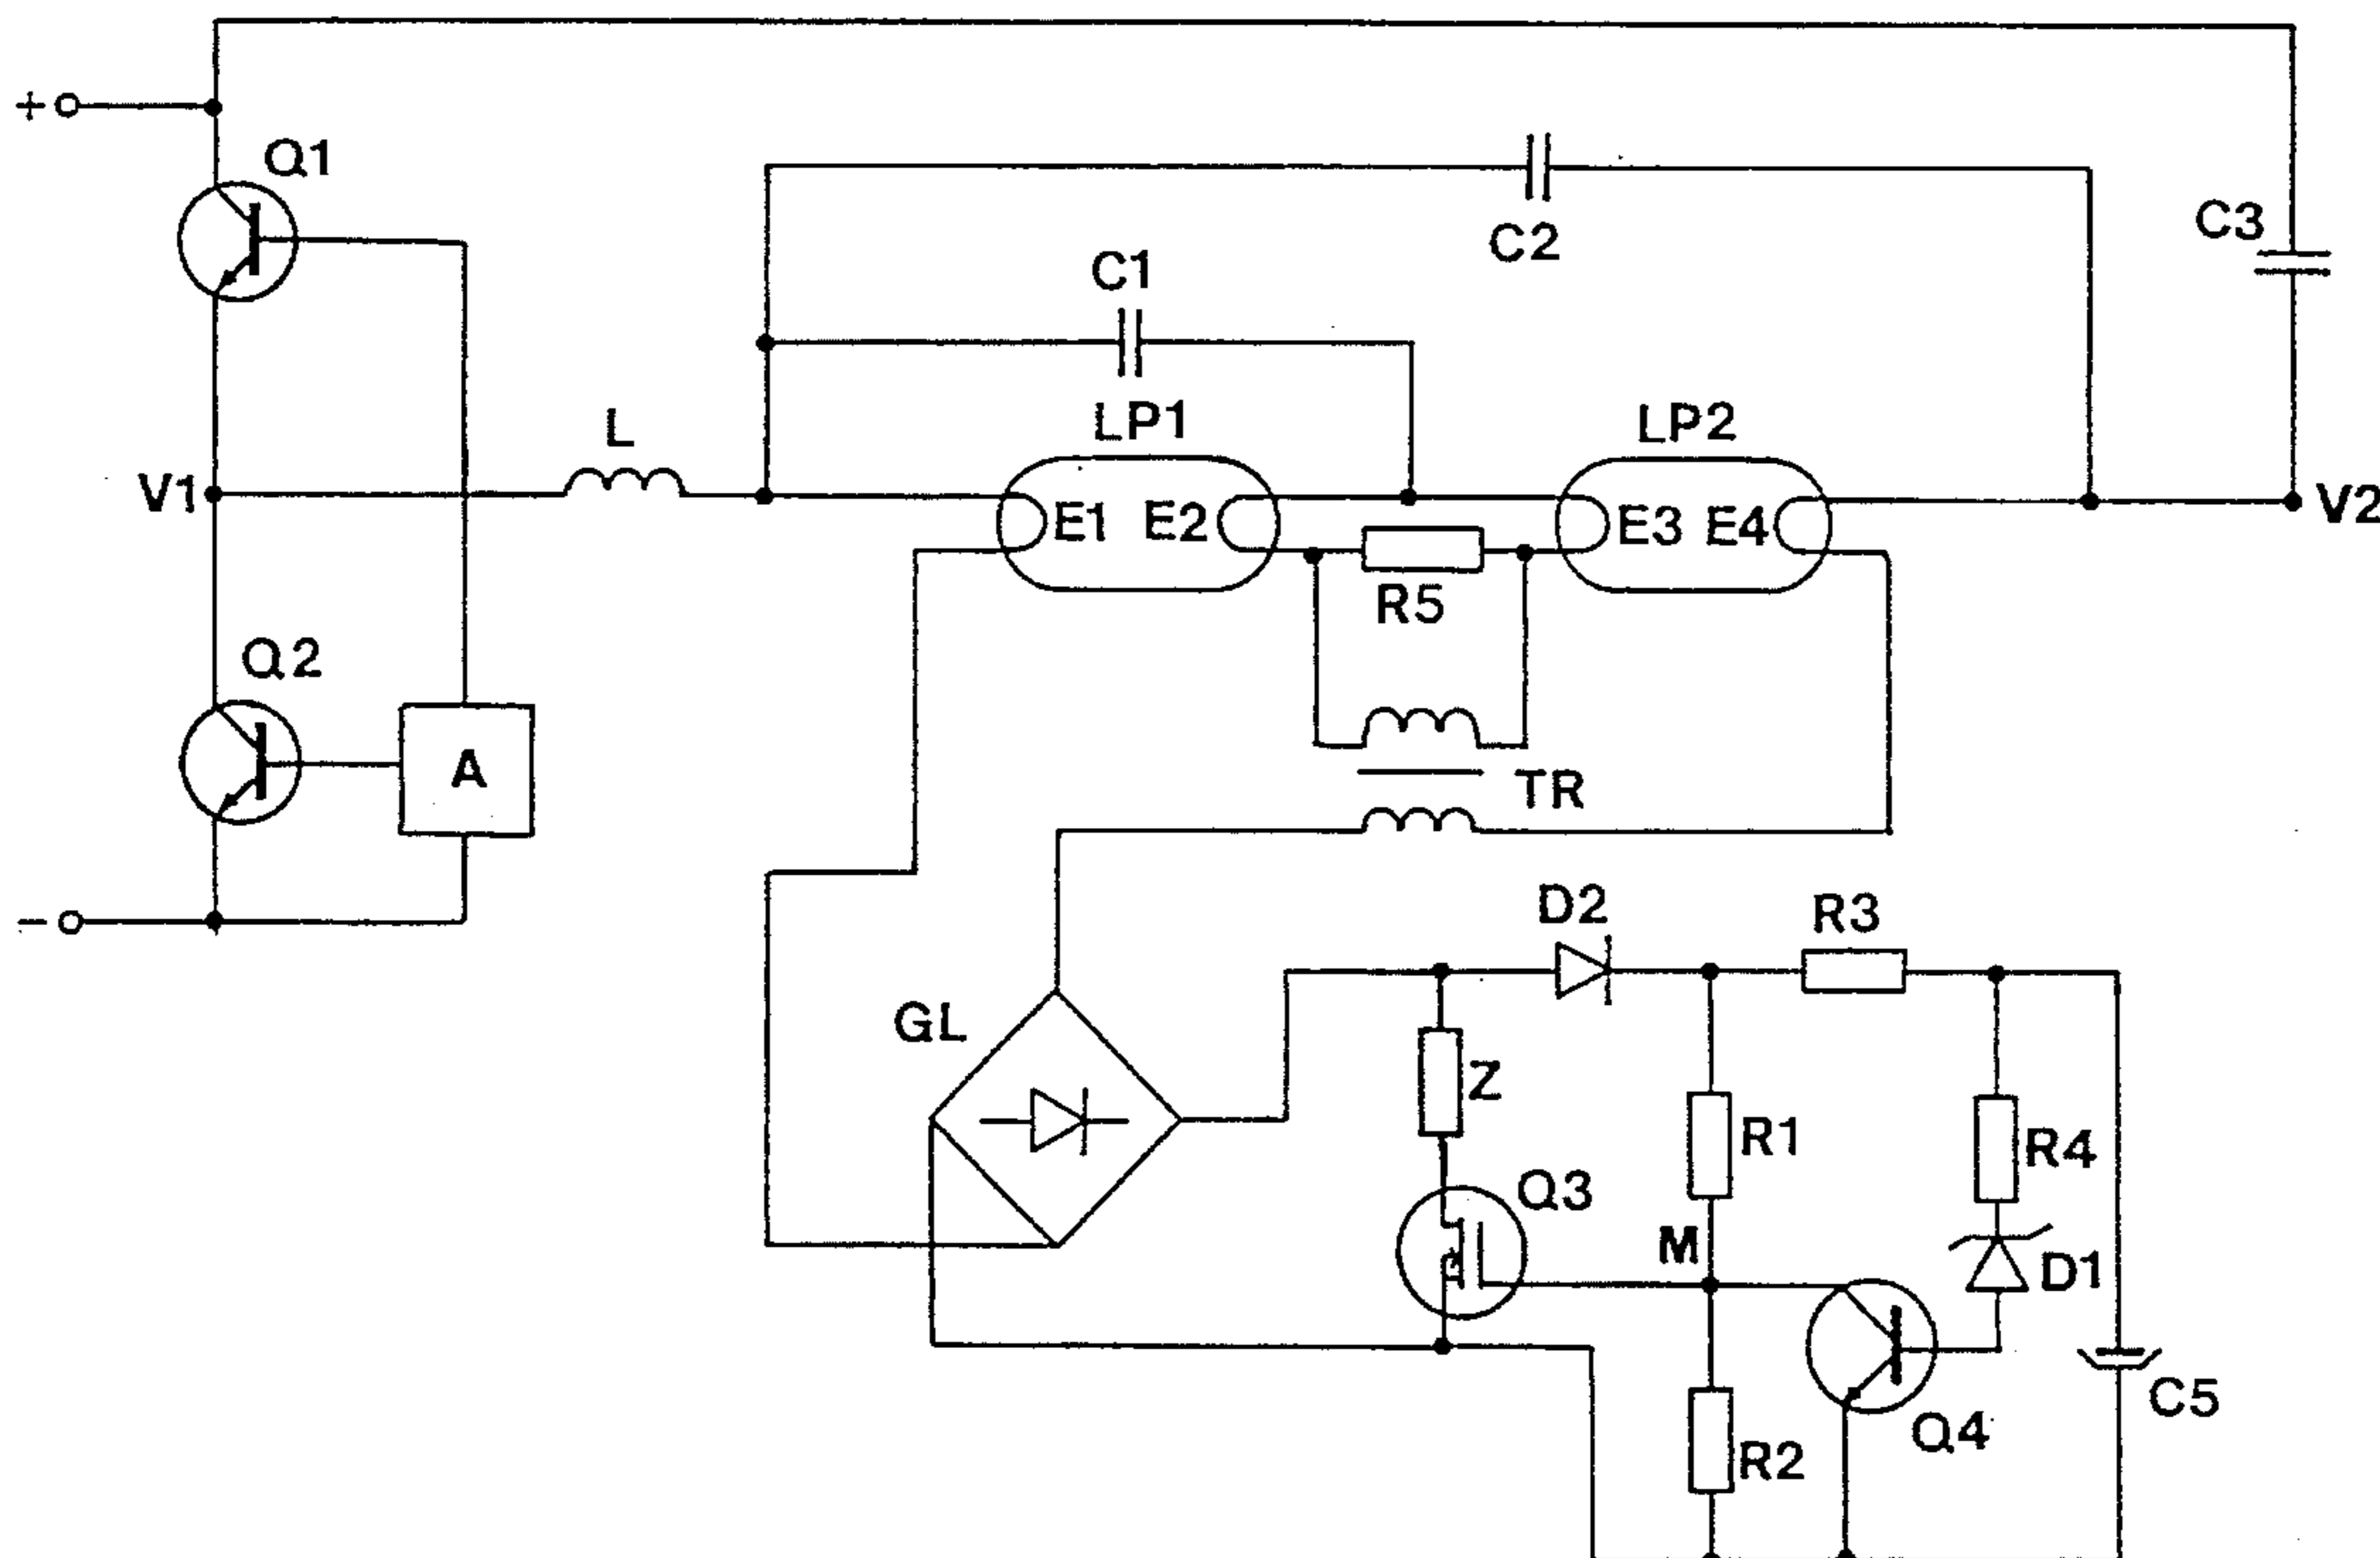 +
Q1
C3
C2
C1
L
LP1
LP2
V1
E1
E2
E3
E4
V2
R5
Q2
A
TR
−
D2
R3
GL
Z
R1
R4
Q3
M
D1
C5
Q4
R2